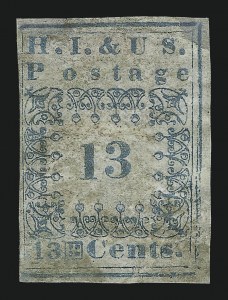 H.I. & U.S.
Postage
13
13 Cents.